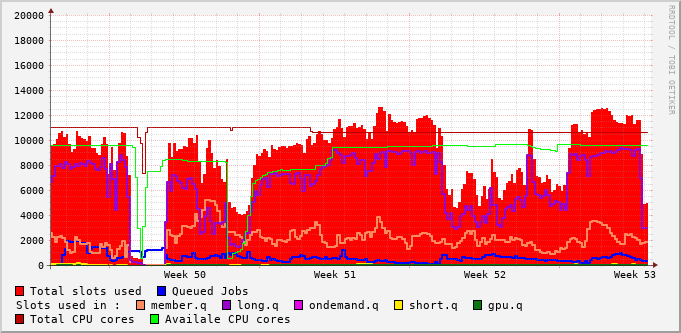 20000
18000
16000
14000
12000
10000
8000
6000
4000
2000
0
Week 50 Week 51 Week 52 Week 53
RRDTOOL / TOBI OETIKER
Total slots used Queued Jobs
Slots used in : member.q long.q ondemand.q short.q gpu.q
Total CPU cores Availale CPU cores